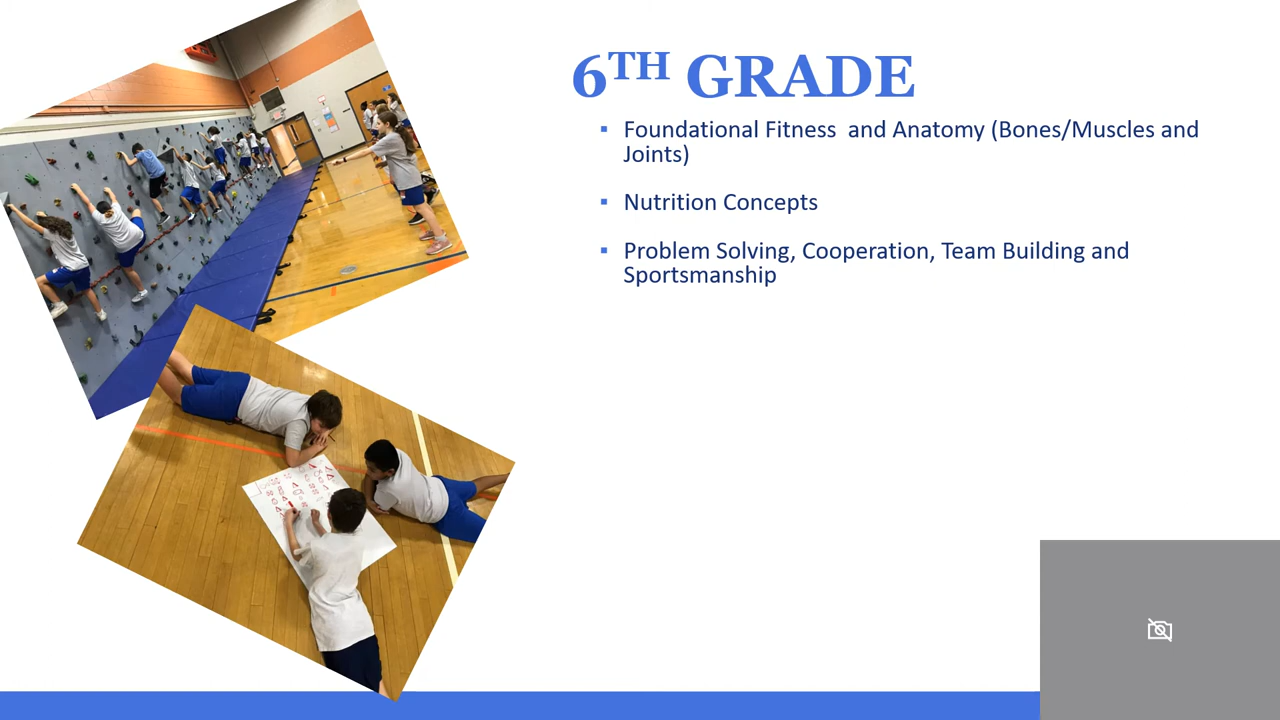 6TH GRADE
Foundational Fitness and Anatomy (Bones/Muscles and
Joints)
Nutrition Concepts
Problem Solving, Cooperation, Team Building and
Sportsmanship